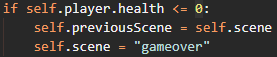 if self.player.health <= 0:
    self.previousScene = self.scene
    self.scene = "gameover"